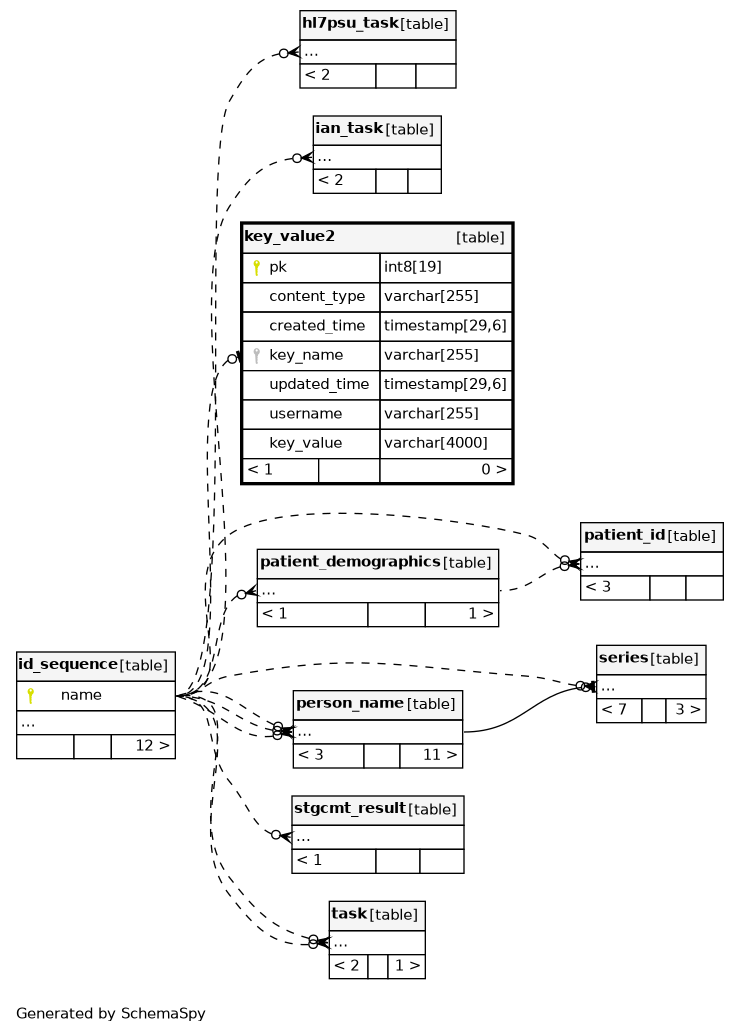 hl7psu_task [table]
...
< 2
ian_task [table]
...
< 2
key_value2 [table]
pk int8[19]
content_type varchar[255]
created_time timestamp[29,6]
key_name varchar[255]
updated_time timestamp[29,6]
username varchar[255]
key_value varchar[4000]
< 1 0 >
patient_id [table]
...
< 3
patient_demographics [table]
...
< 1 1 >
id_sequence [table]
name
...
12 >
series [table]
...
< 7 3 >
person_name [table]
...
< 3 11 >
stgcmt_result [table]
...
< 1
task [table]
...
< 2 1 >
Generated by SchemaSpy